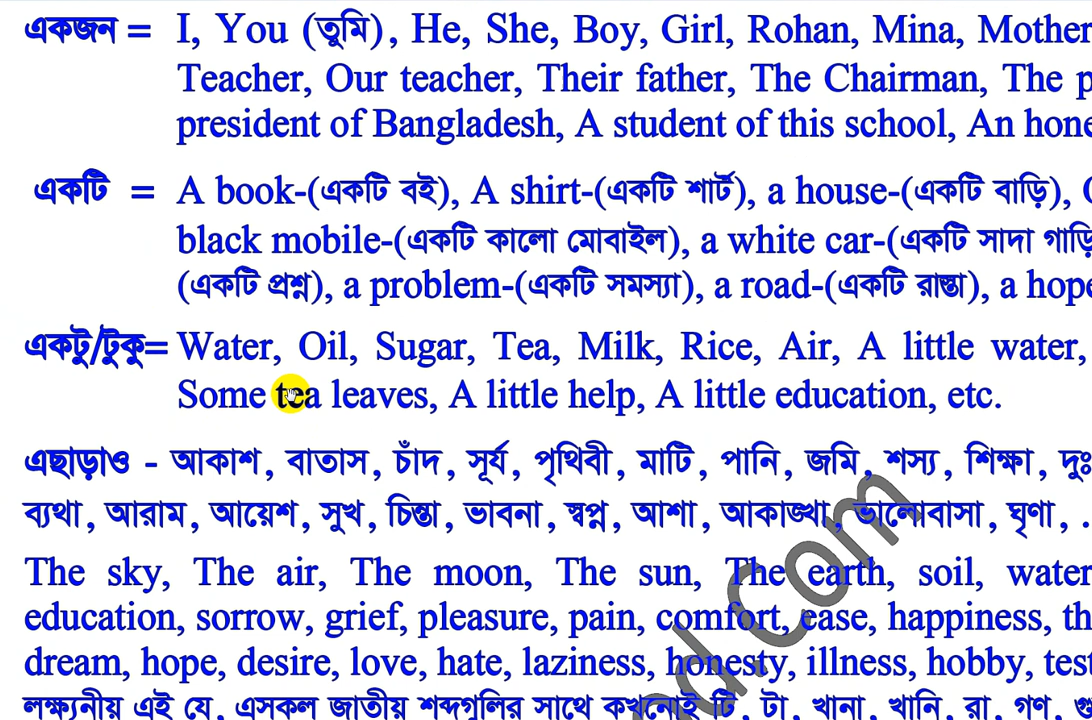 একজন = I, You (তুমি), He, She, Boy, Girl, Rohan, Mina, Mother
Teacher, Our teacher, Their father, The Chairman, The
president of Bangladesh, A student of this school, An
একটি = A book-(একটি বই), A shirt-(একটি শার্ট), a house-(একটি বাড়ি),
black mobile-(একটি কালো মোবাইল), a white car-(একটি সাদা গাড়ি
(একটি প্রশ্ন), a problem-(একটি সমস্যা), a road-(একটি রাস্তা), a hope
একটু/টুকু= Water, Oil, Sugar, Tea, Milk, Rice, Air, A little water,
Some tea leaves, A little help, A little education, etc.
এছাড়াও - আকাশ, বাতাস, চাঁদ, সূর্য, পৃথিবী, মাটি, পানি, জমি, শস্য, শিক্ষা,
ব্যথা, আরাম, আয়েশ, সুখ, চিন্তা, ভাবনা, স্বপ্ন, আশা, আকাঙ্খা, ভালোবাসা, ঘৃণা,
The sky, The air, The moon, The sun, The earth, soil, water
education, sorrow, grief, pleasure, pain, comfort, ease, happiness,
dream, hope, desire, love, hate, laziness, honesty, illness, hobby,
লক্ষ্যনীয় এই যে, এসকল জাতীয় শব্দগুলির সাথে কখনোই টি, টা, খানা, খানি, রা, গণ,